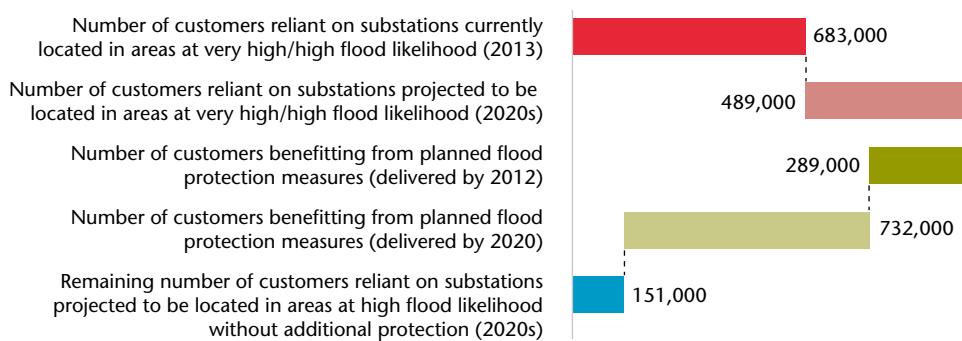 Number of customers reliant on substations currently
located in areas at very high/high flood likelihood (2013)
683,000
Number of customers reliant on substations projected to be
located in areas at very high/high flood likelihood (2020s)
489,000
Number of customers benefitting from planned flood
protection measures (delivered by 2012)
289,000
Number of customers benefitting from planned flood
protection measures (delivered by 2020)
732,000
Remaining number of customers reliant on substations
projected to be located in areas at high flood likelihood
without additional protection (2020s)
151,000